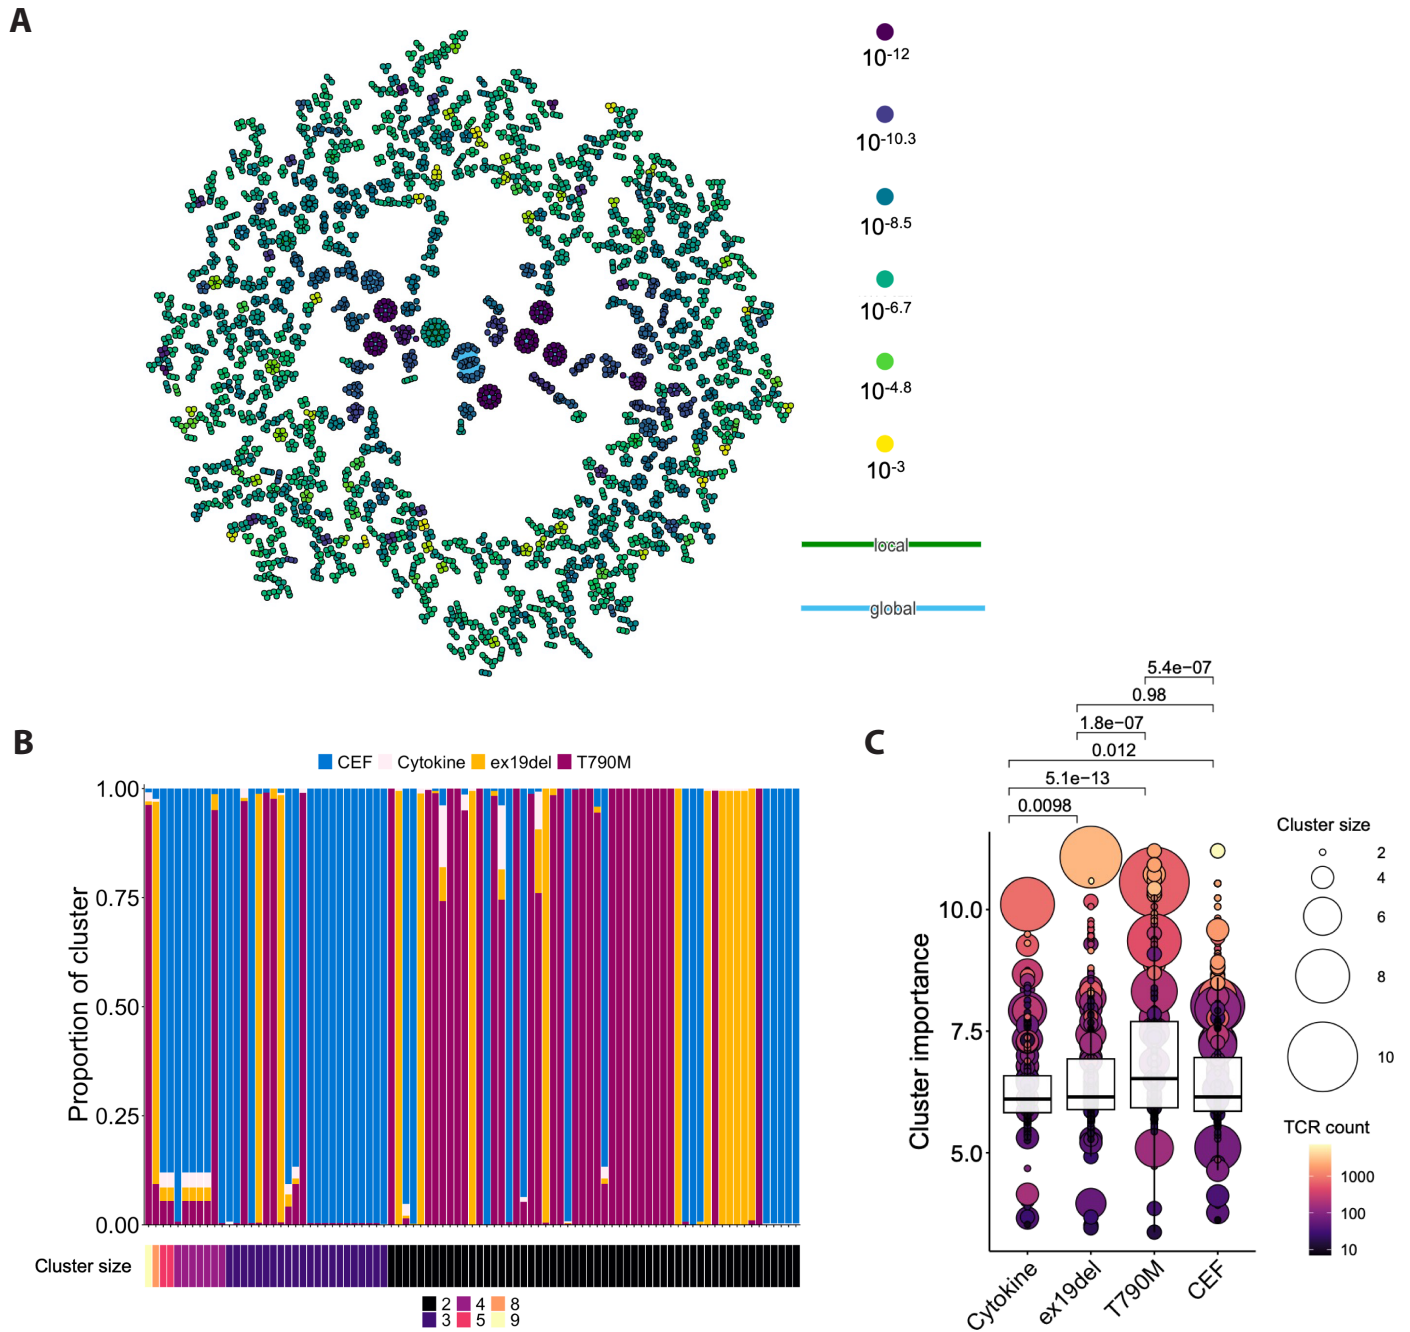 A
10-12
10-10.3
10-8.5
10-6.7
10-4.8
10-3
local
global
B
CEF Cytokine ex19del T790M
Proportion of cluster
1.00
0.75
0.50
0.25
0.00
Cluster size
2 4 8
3 5 9
C
5.4e−07
0.98
1.8e−07
0.012
5.1e−13
0.0098
Cluster importance
10.0
7.5
5.0
Cytokine
ex19del
T790M
CEF
Cluster size
2
4
6
8
10
TCR count
1000
100
10